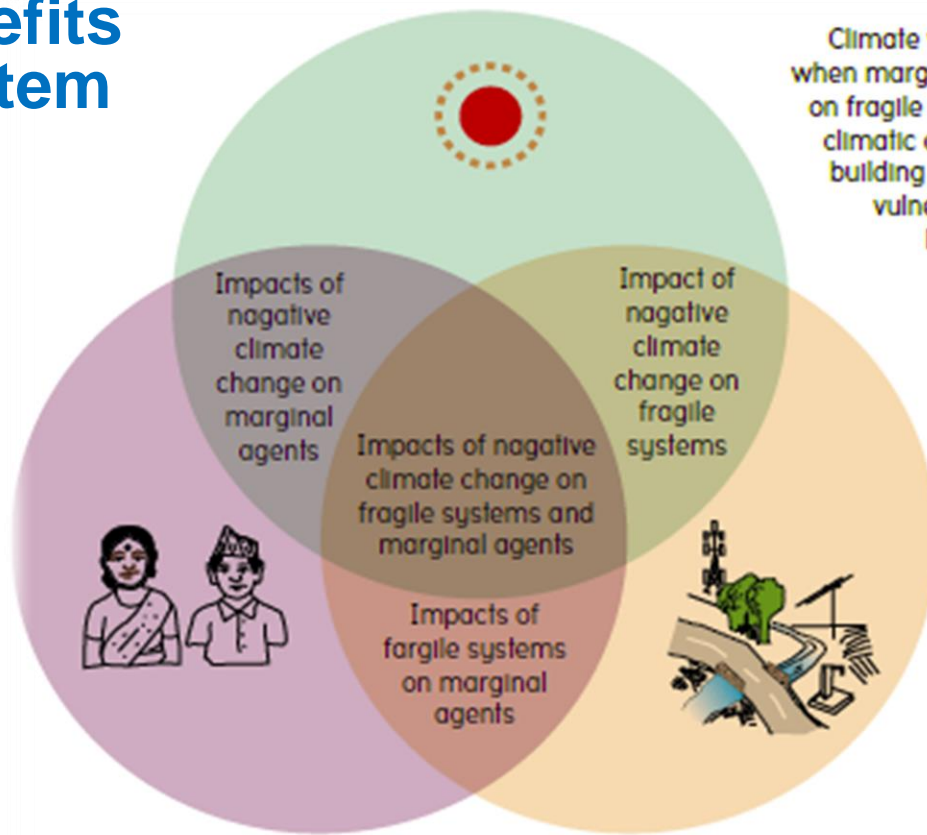 efits
tem
Climate
when marg
on fragile
climatic
building
vulne
Impacts of
nagative
climate
change on
marginal
agents
Impact of
nagative
climate
change on
fragile
systems
Impacts of nagative
climate change on
fragile systems and
marginal agents
Impacts of
fargile systems
on marginal
agents